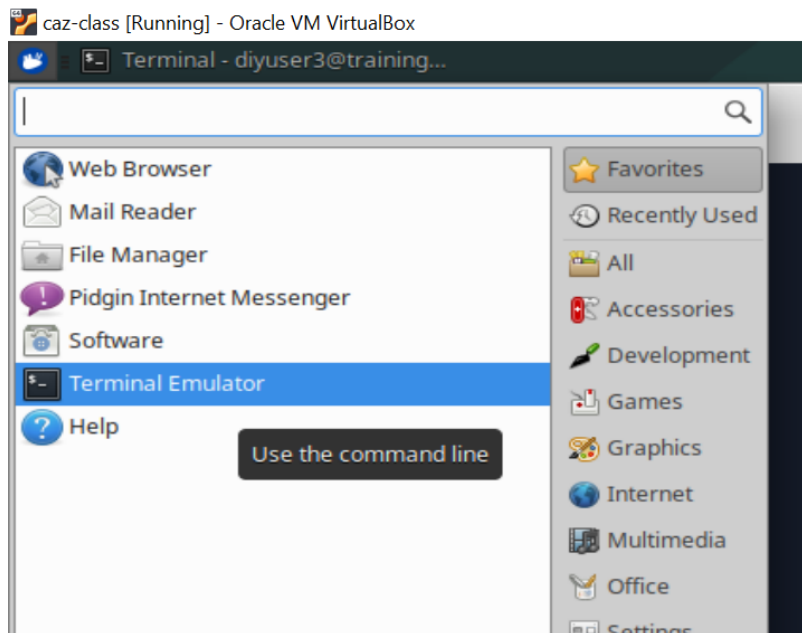 caz-class [Running] - Oracle VM VirtualBox
Terminal - diyuser3@training...
Web Browser
Mail Reader
File Manager
Pidgin Internet Messenger
Software
Terminal Emulator
Help
Use the command line
Favorites
Recently Used
All
Accessories
Development
Games
Graphics
Internet
Multimedia
Office
Settings